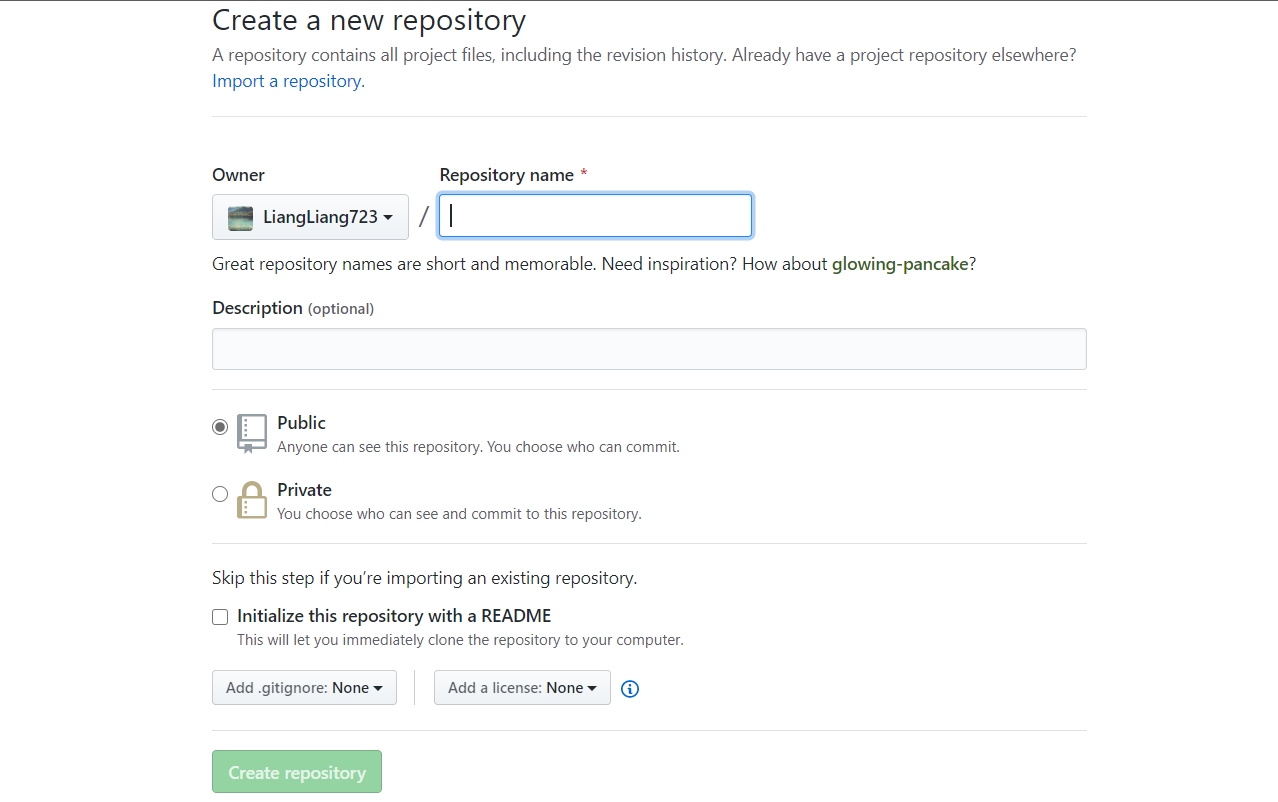 Create a new repository
A repository contains all project files, including the revision history. Already have a project repository elsewhere?
Import a repository.
Owner
Repository name *
LiangLiang723 /
Great repository names are short and memorable. Need inspiration? How about glowing-pancake?
Description (optional)
Public
Anyone can see this repository. You choose who can commit.
Private
You choose who can see and commit to this repository.
Skip this step if you’re importing an existing repository.
Initialize this repository with a README
This will let you immediately clone the repository to your computer.
Add .gitignore: None
Add a license: None
Create repository